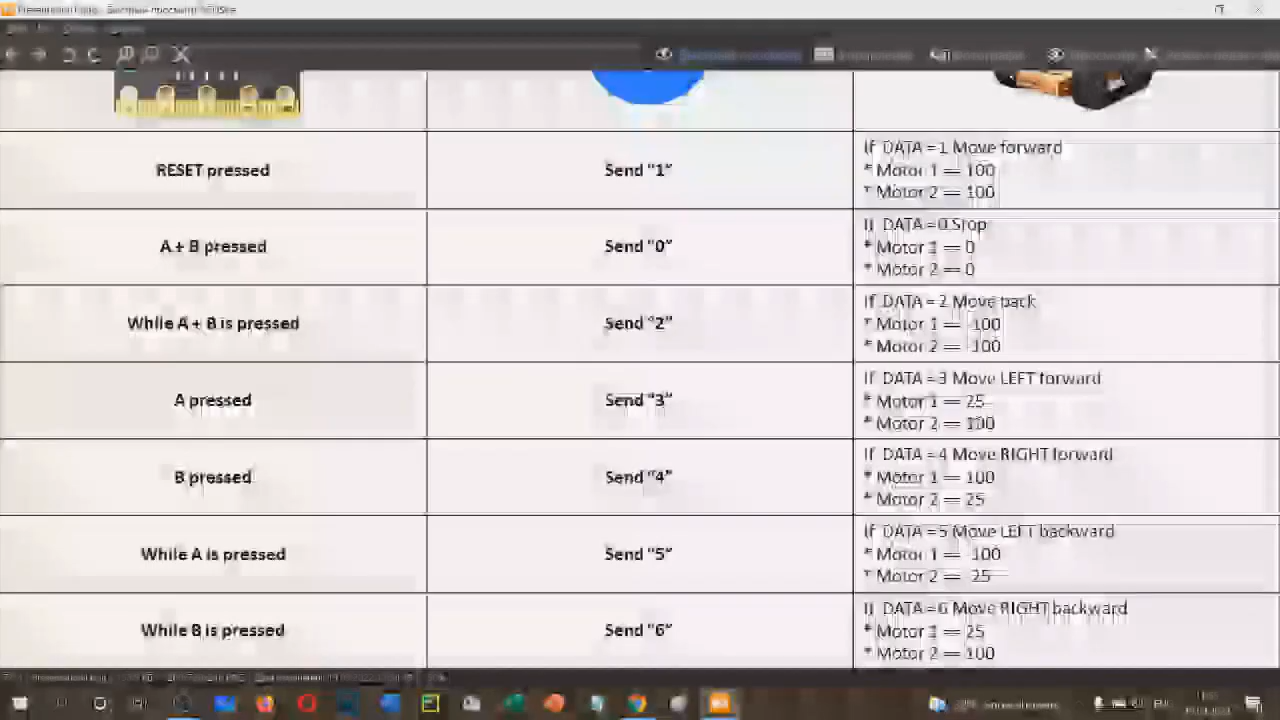 RESET pressed
Send "1"
If DATA = 1 Move forward
* Motor 1 == 100
* Motor 2 == 100
A + B pressed
Send "0"
If DATA =0 Stop
* Motor 1 == 0
* Motor 2 == 0
While A + B is pressed
Send "2"
If DATA = 2 Move back
* Motor 1 == 100
* Motor 2 == 100
A pressed
Send "3"
If DATA = 3 Move LEFT forward
* Motor 1 == 25
* Motor 2 == 100
B pressed
Send "4"
If DATA = 4 Move RIGHT forward
* Motor 1 == 100
* Motor 2 == 25
While A is pressed
Send "5"
If DATA = 5 Move LEFT backward
* Motor 1 == 100
* Motor 2 == 25
While B is pressed
Send "6"
If DATA = 6 Move RIGHT backward
* Motor 1 == 25
* Motor 2 == 100